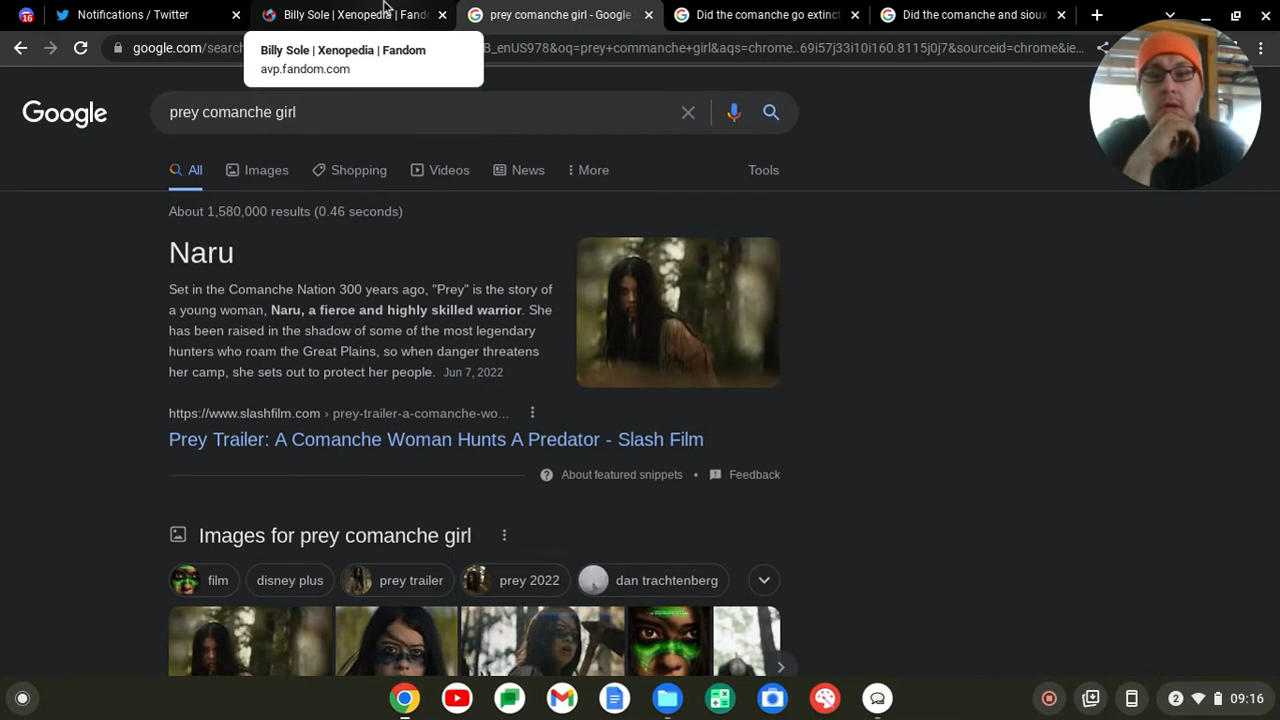 16
Notifications / Twitter
Billy Sole | Xenopedia | Fand
prey comanche girl - Google
Did the comanche go extinct
Did the comanche and sioux
google.com/search
B_enUS978&oq=prey+commanche+girl&aqs=chrome..69i57j33i10i160.8115j0j7&sourceid=chrome&ie...
Billy Sole | Xenopedia | Fandom
avp.fandom.com
Google
prey comanche girl
All
Images
Shopping
Videos
News
More
Tools
About 1,580,000 results (0.46 seconds)
Naru
Set in the Comanche Nation 300 years ago, "Prey" is the story of
a young woman, Naru, a fierce and highly skilled warrior. She
has been raised in the shadow of some of the most legendary
hunters who roam the Great Plains, so when danger threatens
her camp, she sets out to protect her people. Jun 7, 2022
https://www.slashfilm.com › prey-trailer-a-comanche-wo...
Prey Trailer: A Comanche Woman Hunts A Predator - Slash Film
About featured snippets • Feedback
Images for prey comanche girl
film
disney plus
prey trailer
prey 2022
dan trachtenberg
2
09:16